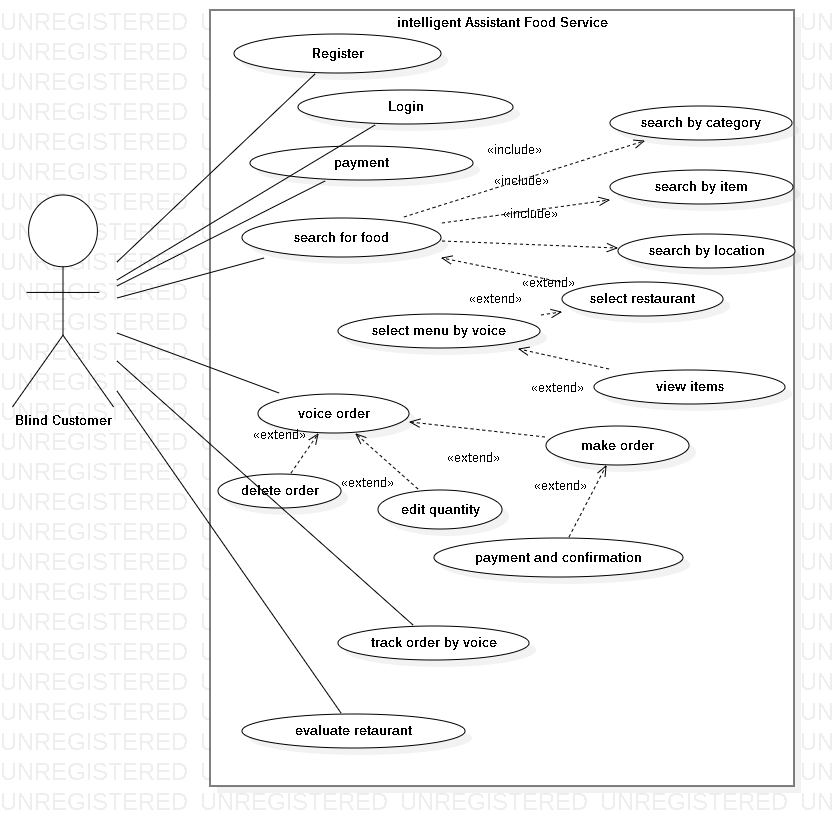 intelligent Assistant Food Service
Register
Login
search by category
«include»
payment
«include»
search by item
«include»
search for food
search by location
«extend»
«extend»
select restaurant
select menu by voice
view items
«extend»
voice order
Blind Customer
«extend»
make order
«extend»
delete order
«extend»
«extend»
edit quantity
payment and confirmation
track order by voice
evaluate retaurant
UNREGISTERED